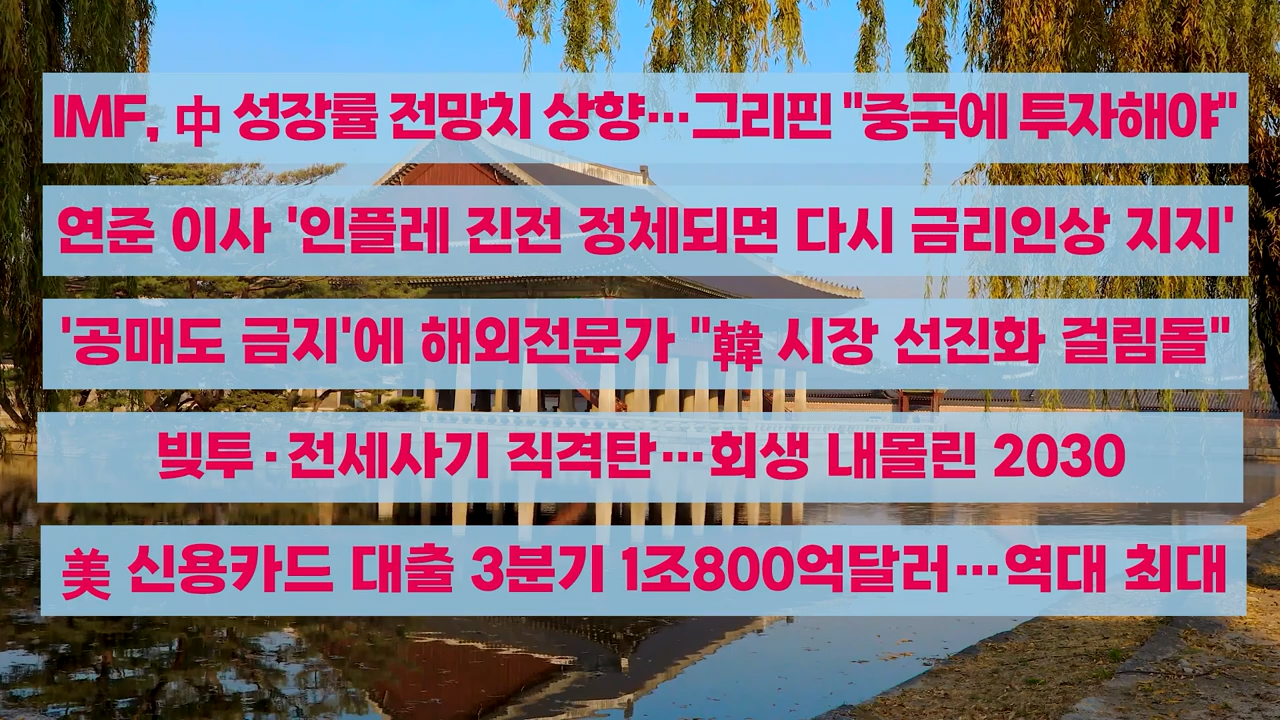 IMF, 中 성장률 전망치 상향…그리핀 "중국에 투자해야"
연준 이사 '인플레 진전 정체되면 다시 금리인상 지지'
'공매도 금지'에 해외전문가 "韓 시장 선진화 걸림돌"
빚투·전세사기 직격탄…회생 내몰린 2030
美 신용카드 대출 3분기 1조800억달러…역대 최대